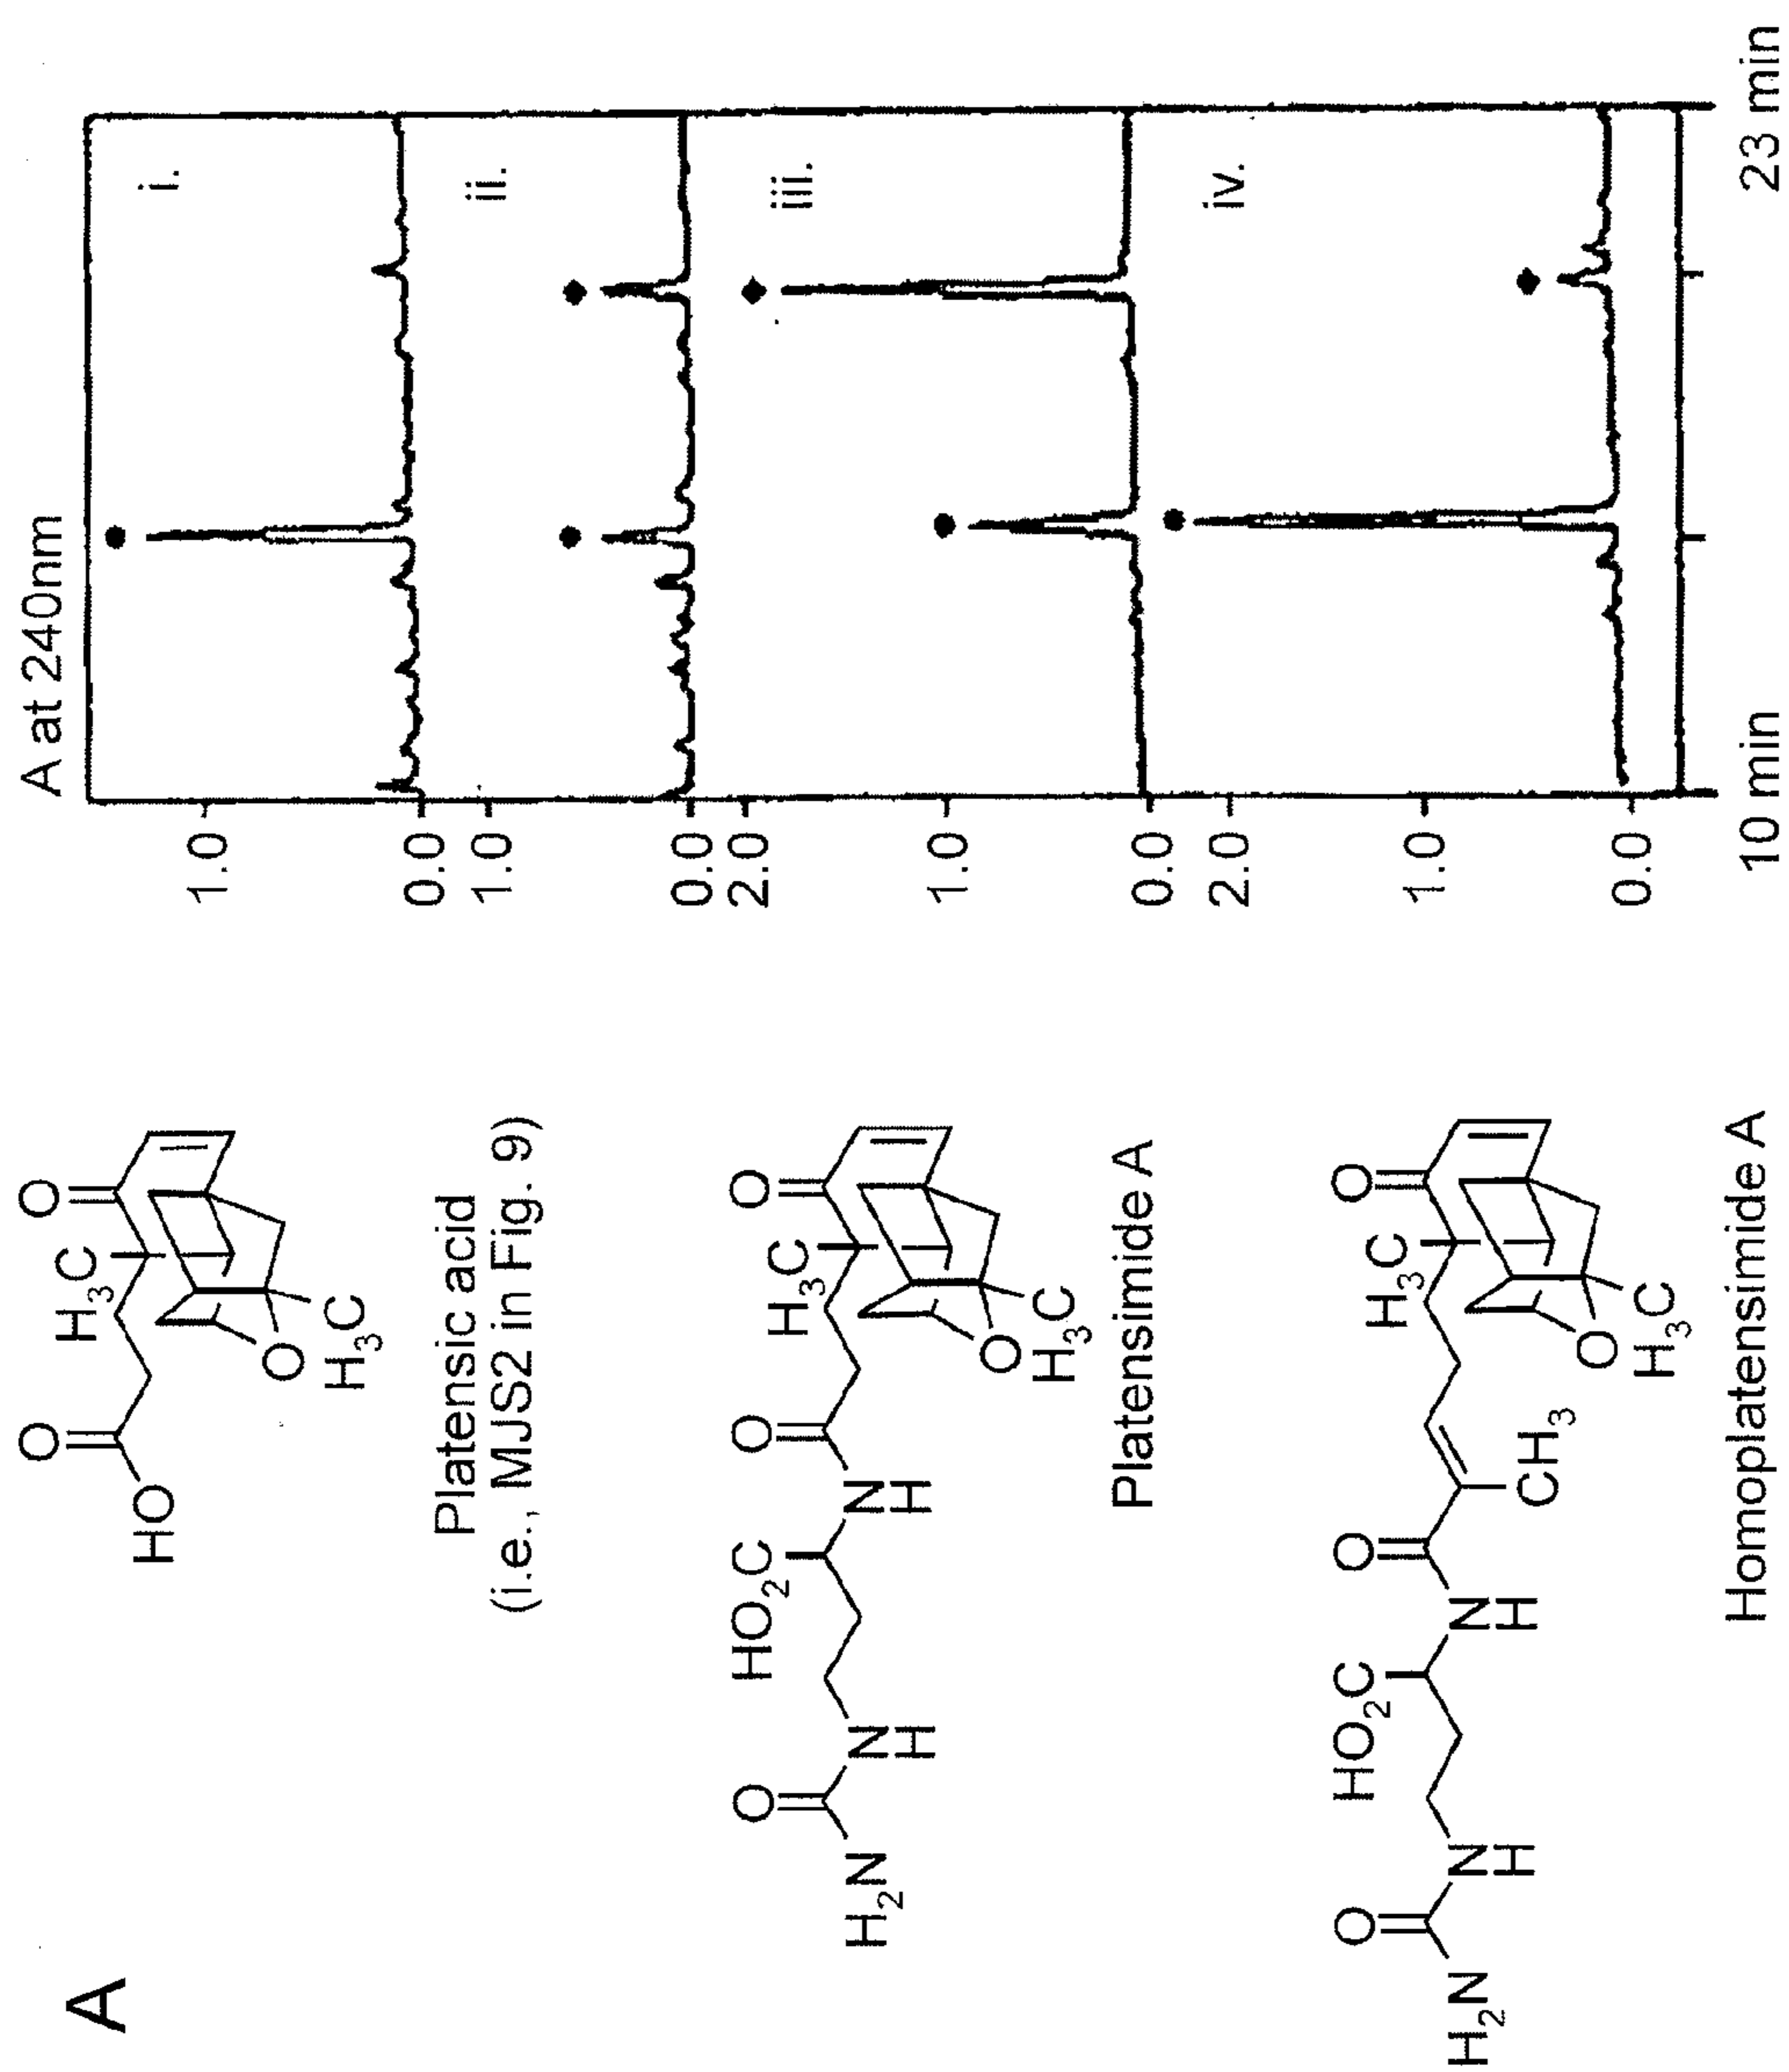 A
O
HO
H3C
O
O
H3C
Platensic acid
(i.e., MJS2 in Fig. 9)
H2N
O
N
H
HO2C
N
H
O
H3C
O
O
H3C
Platensimide A
H2N
O
N
H
HO2C
N
H
O
CH3
H3C
O
O
H3C
Homoplatensimide A
A at 240nm
1.0
0.0
i.
1.0
0.0
ii.
2.0
1.0
0.0
iii.
2.0
1.0
0.0
iv.
10 min
23 min